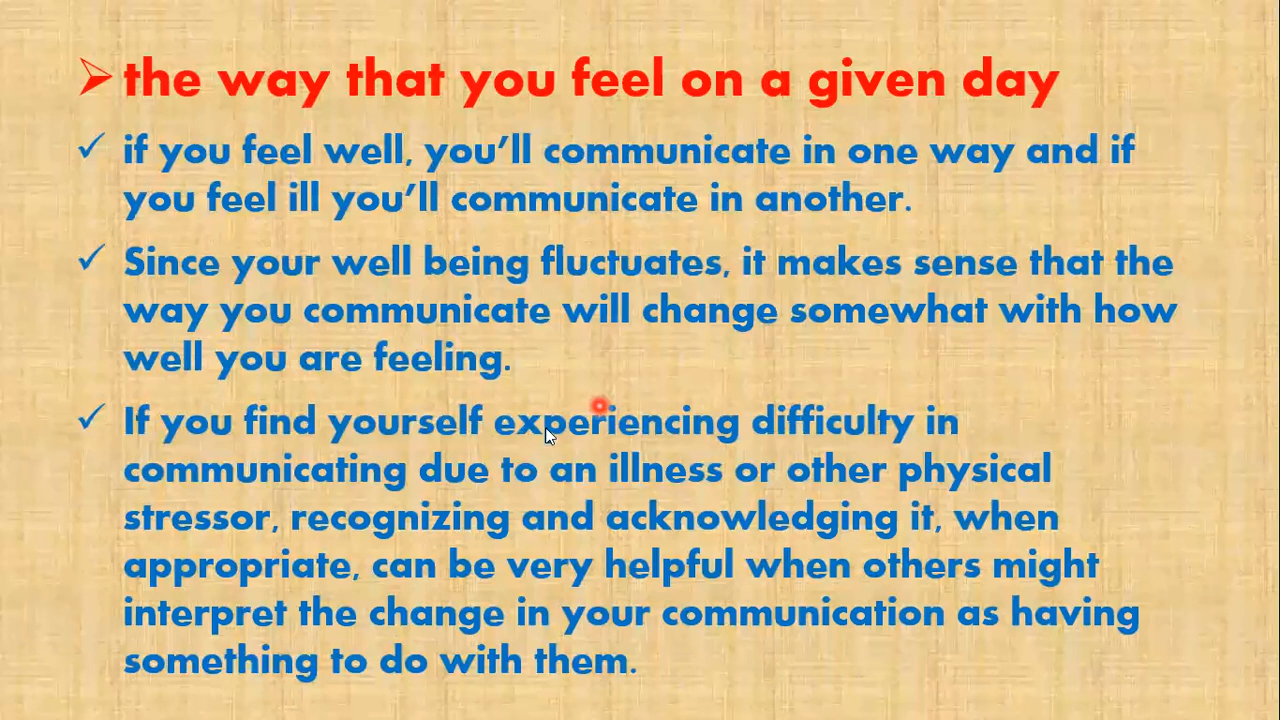 the way that you feel on a given day
if you feel well, you’ll communicate in one way and if
you feel ill you’ll communicate in another.
Since your well being fluctuates, it makes sense that the
way you communicate will change somewhat with how
well you are feeling.
If you find yourself experiencing difficulty in
communicating due to an illness or other physical
stressor, recognizing and acknowledging it, when
appropriate, can be very helpful when others might
interpret the change in your communication as having
something to do with them.